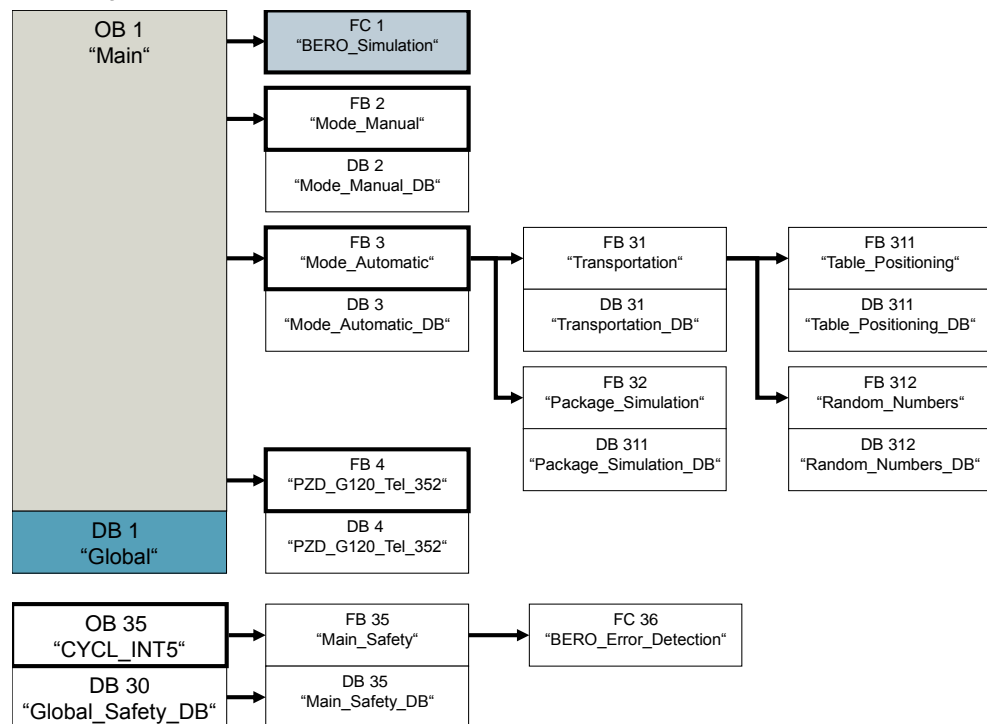 OB 1
“Main“
FC 1
“BERO_Simulation“
FB 2
“Mode_Manual“
DB 2
“Mode_Manual_DB“
FB 3
“Mode_Automatic“
DB 3
“Mode_Automatic_DB“
FB 31
“Transportation“
DB 31
“Transportation_DB“
FB 311
“Table_Positioning“
DB 311
“Table_Positioning_DB“
FB 32
“Package_Simulation“
DB 311
“Package_Simulation_DB“
FB 312
“Random_Numbers“
DB 312
“Random_Numbers_DB“
FB 4
“PZD_G120_Tel_352“
DB 4
“PZD_G120_Tel_352“
DB 1
“Global“
OB 35
“CYCL_INT5“
FB 35
“Main_Safety“
FC 36
“BERO_Error_Detection“
DB 30
“Global_Safety_DB“
DB 35
“Main_Safety_DB“